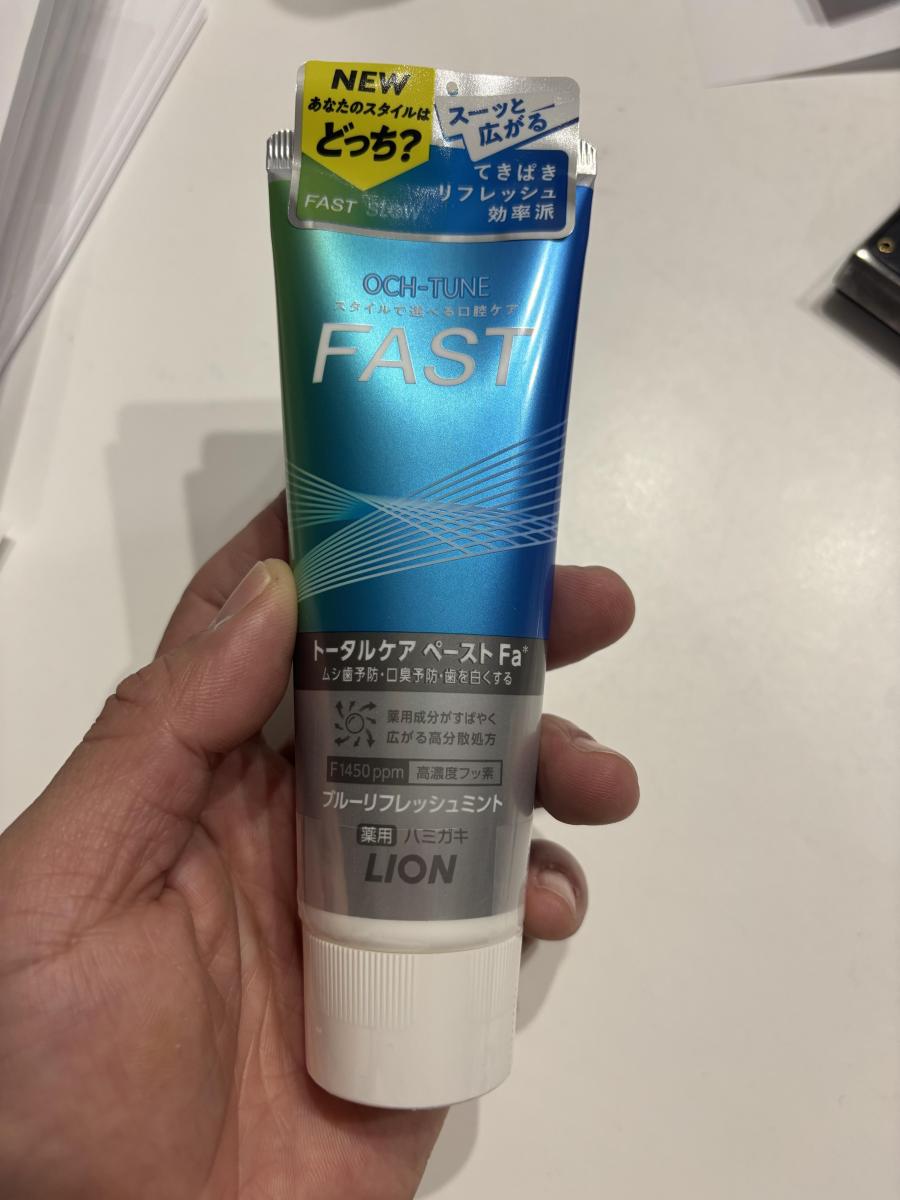 NEW
あなたのスタイルは
どっち?
FAST SLOW
スーッと
広がる
てきぱき
リフレッシュ
効率派
OCH-TUNE
スタイルで選べる口腔ケア
FAST
トータルケア ペースト Fa*
ムシ歯予防・口臭予防・歯を白くする
薬用成分がすばやく
広がる高分散処方
F1450ppm 高濃度フッ素
ブルーリフレッシュミント
薬用 ハミガキ
LION